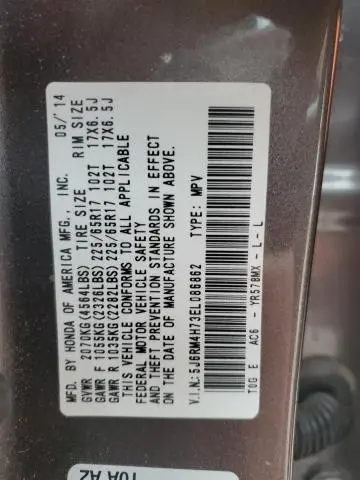 MFD. BY HONDA OF AMERICA MFG., INC. 05/'14
GVWR 2070KG(4564LBS) TIRE SIZE RIM SIZE
GAWR F 1055KG(2326LBS) 225/65R17 102T 17X6.5J
GAWR R 1035KG(2282LBS) 225/65R17 102T 17X6.5J
THIS VEHICLE CONFORMS TO ALL APPLICABLE
FEDERAL MOTOR VEHICLE SAFETY
AND THEFT PREVENTION STANDARDS IN EFFECT
ON THE DATE OF MANUFACTURE SHOWN ABOVE.
V.I.N.:5J6RM4H73EL086862 TYPE: MPV
T0G E AC6 - YR578MX - L - L
T0A A2